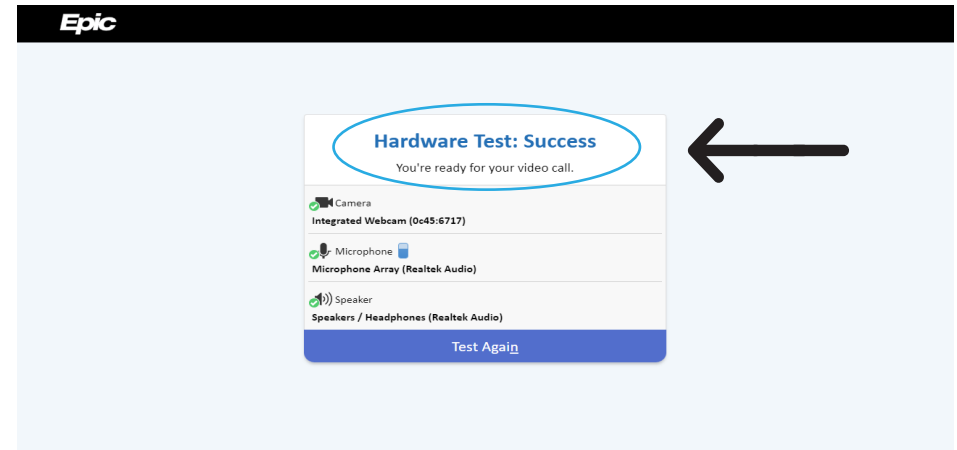 Epic
Hardware Test: Success
You're ready for your video call.
Camera
Integrated Webcam (0c45:6717)
Microphone
Microphone Array (Realtek Audio)
Speaker
Speakers / Headphones (Realtek Audio)
Test Again